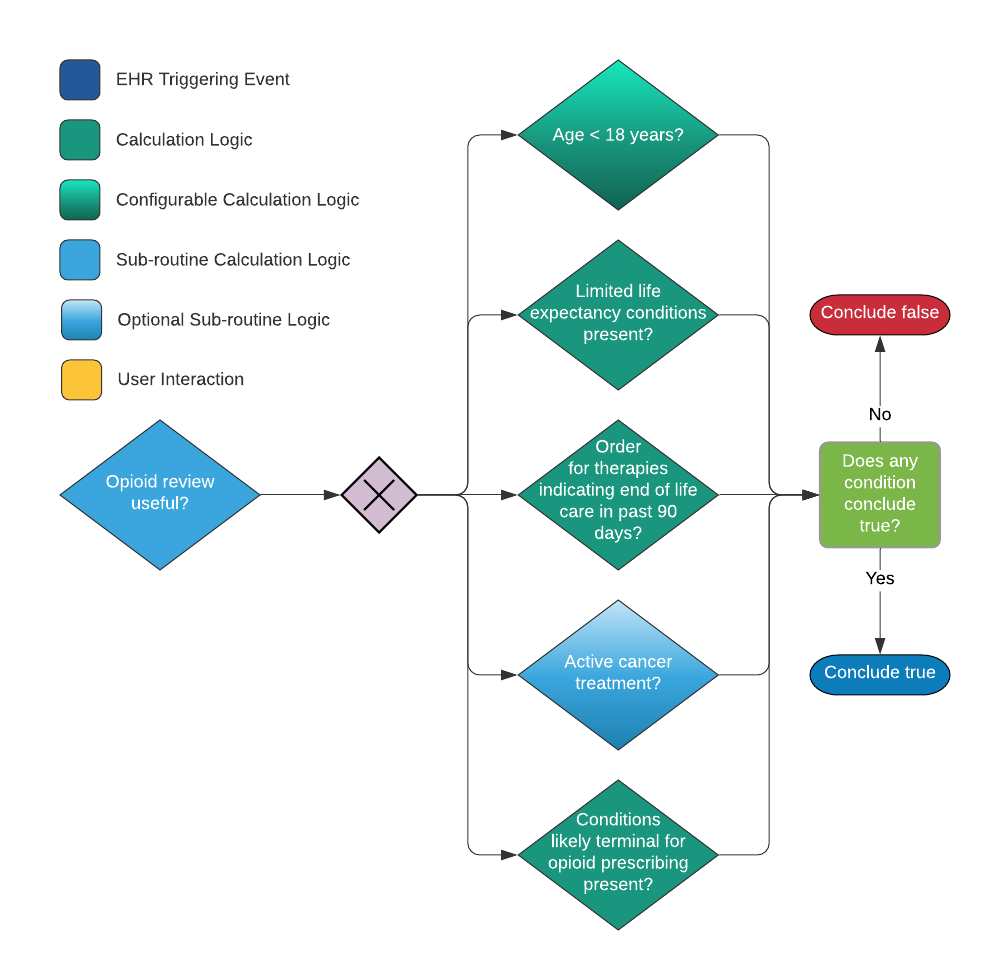 EHR Triggering Event
Calculation Logic
Configurable Calculation Logic
Sub-routine Calculation Logic
Optional Sub-routine Logic
User Interaction
Opioid review
useful?
Age < 18 years?
Limited life
expectancy conditions
present?
Order
for therapies
indicating end of life
care in past 90
days?
Active cancer
treatment?
Conditions
likely terminal for
opioid prescribing
present?
Conclude false
No
Does any
condition
conclude
true?
Yes
Conclude true